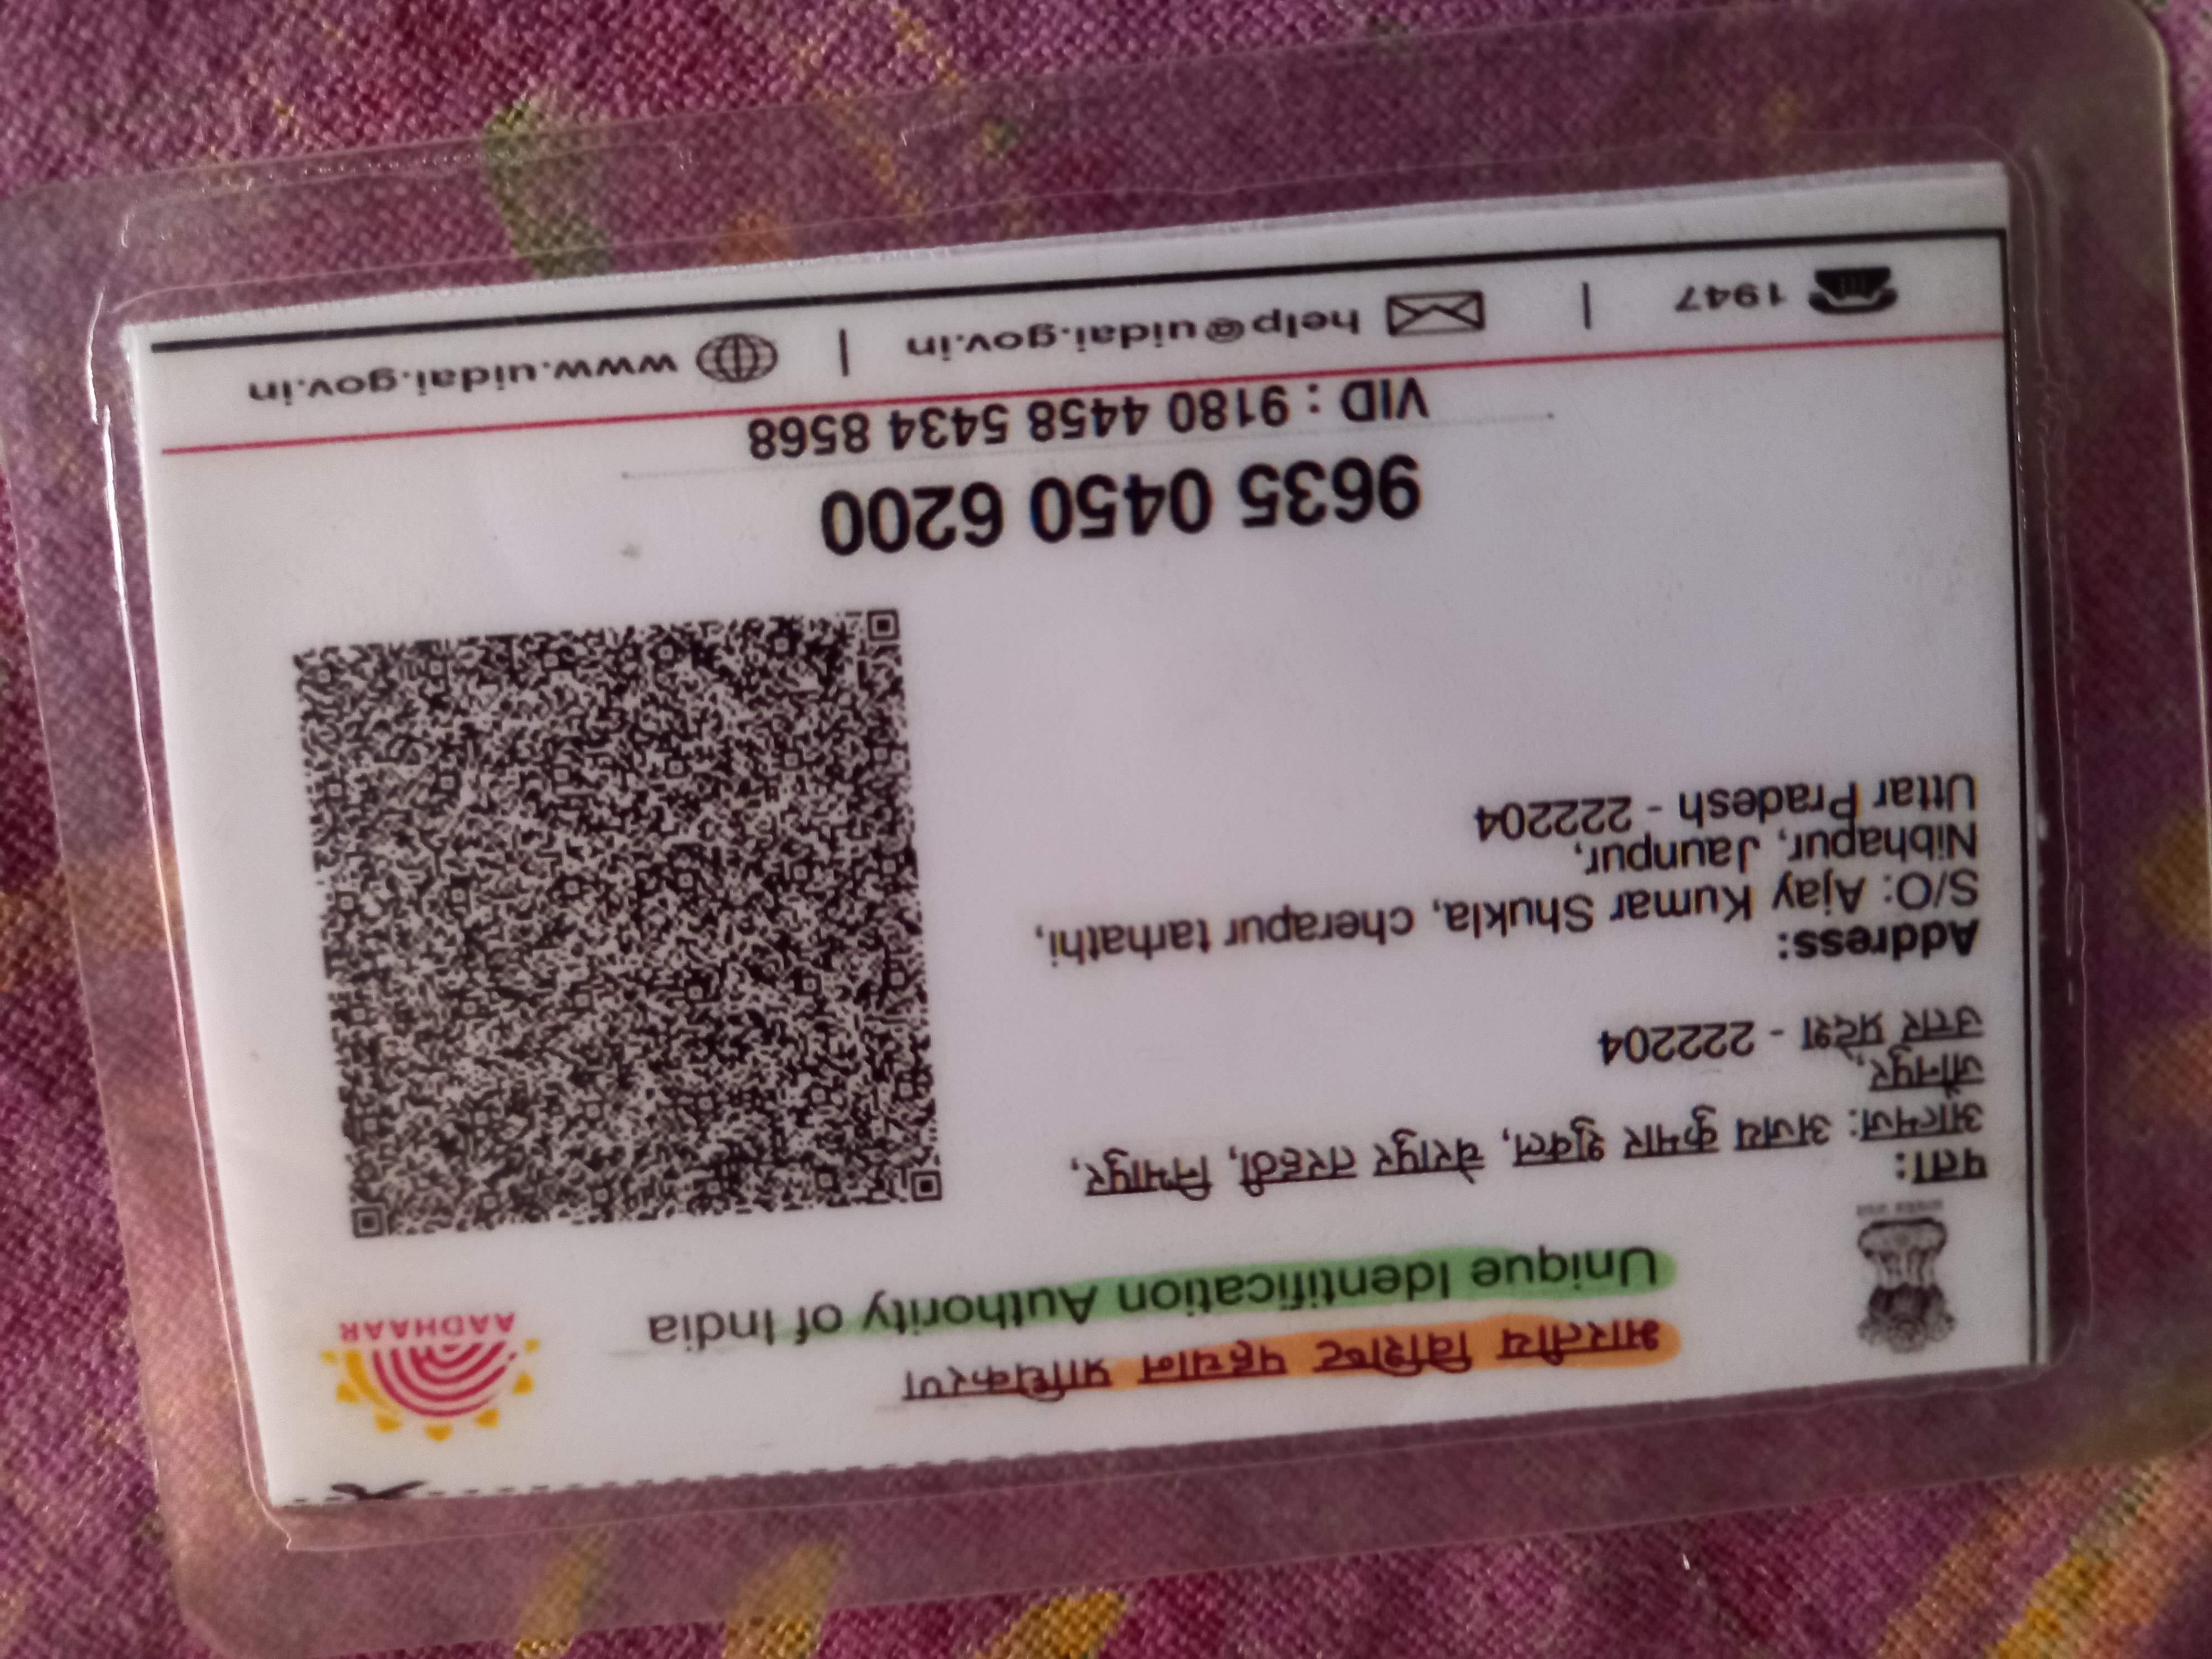 भारतीय विशिष्ट पहचान प्राधिकरण
Unique Identification Authority of India
AADHAAR
पता:
आत्मज: अजय कुमार शुक्ल, चेरापुर तरहठी, निभापुर,
जौनपुर,
उत्तर प्रदेश - 222204
Address:
S/O: Ajay Kumar Shukla, cherapur tarhathi,
Nibhapur, Jaunpur,
Uttar Pradesh - 222204
9635 0450 6200
VID : 9180 4458 5434 8568
1947 | help@uidai.gov.in | www.uidai.gov.in